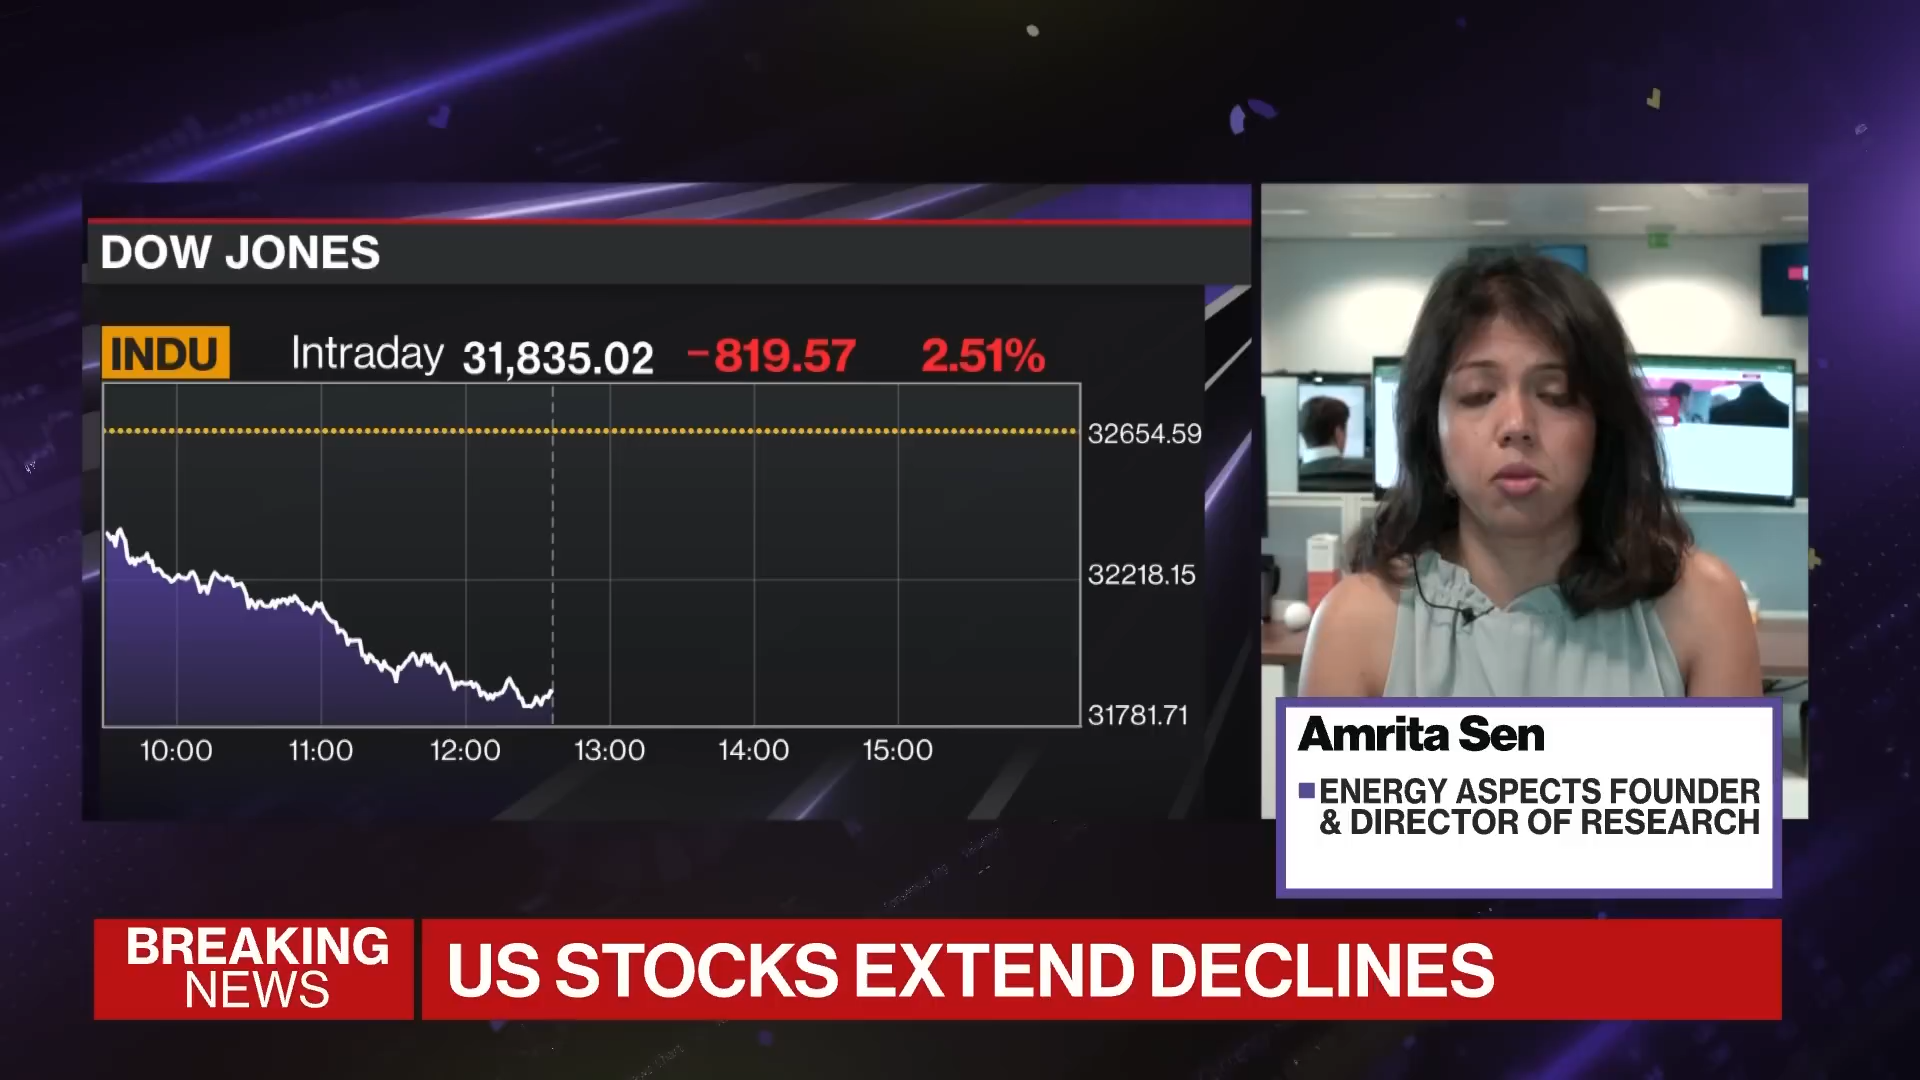 DOW JONES
INDU Intraday 31,835.02 -819.57 2.51%
32654.59
32218.15
31781.71
10:00 11:00 12:00 13:00 14:00 15:00
Amrita Sen
ENERGY ASPECTS FOUNDER
& DIRECTOR OF RESEARCH
BREAKING
NEWS
US STOCKS EXTEND DECLINES